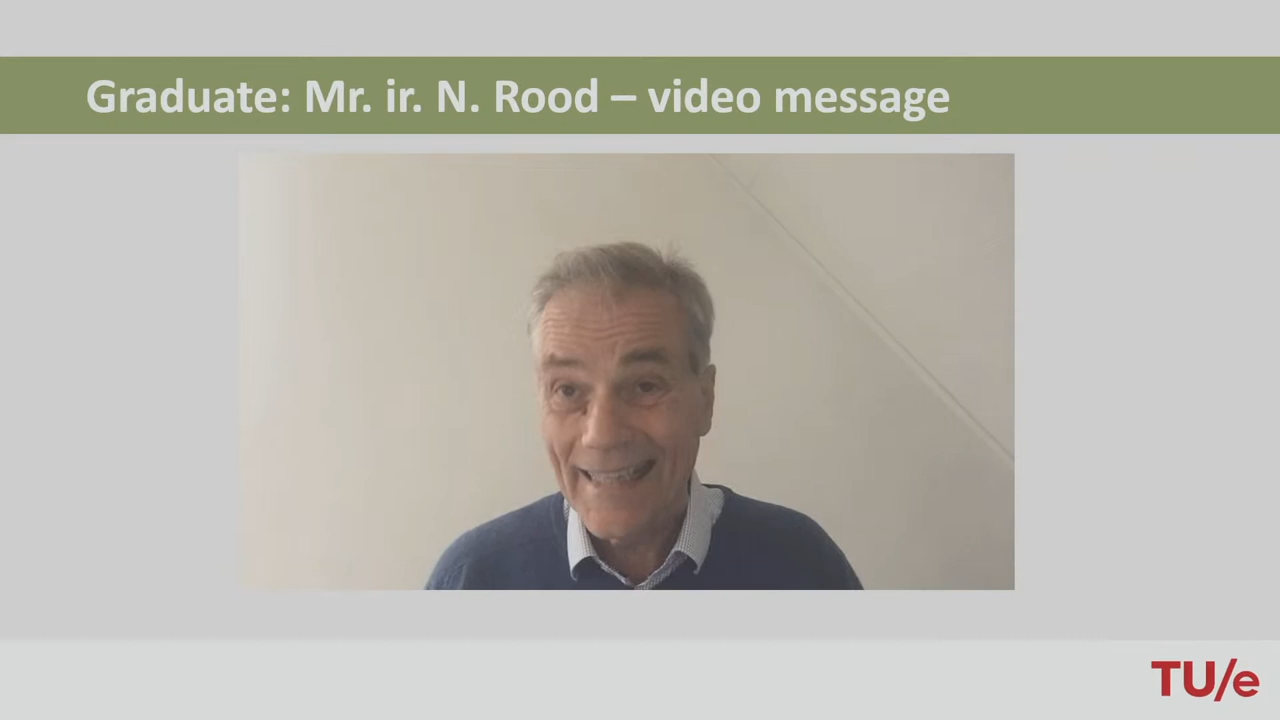 Graduate: Mr. ir. N. Rood – video message
TU/e